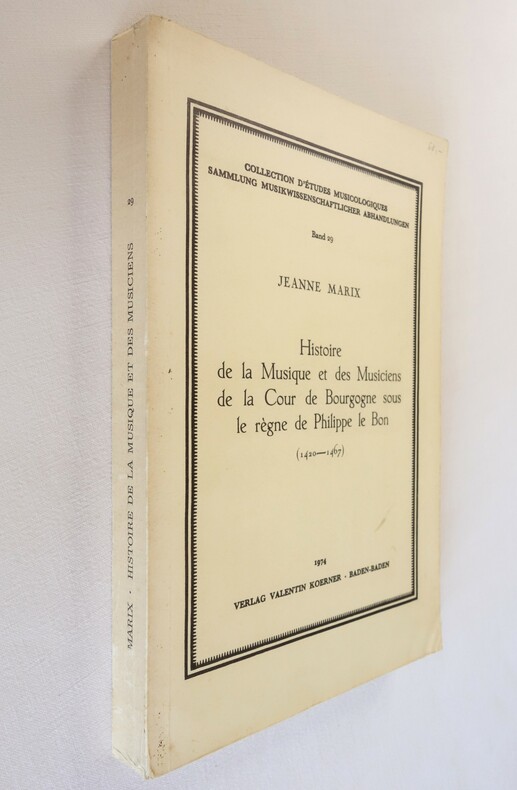 COLLECTION D'ÉTUDES MUSICOLOGIQUES
SAMMLUNG MUSIKWISSENSCHAFTLICHER ABHANDLUNGEN
Band 29
JEANNE MARIX
Histoire
de la Musique et des Musiciens
de la Cour de Bourgogne sous
le règne de Philippe le Bon
(1420—1467)
1974
VERLAG VALENTIN KOERNER · BADEN-BADEN
MARIX · HISTOIRE DE LA MUSIQUE ET DES MUSICIENS 29